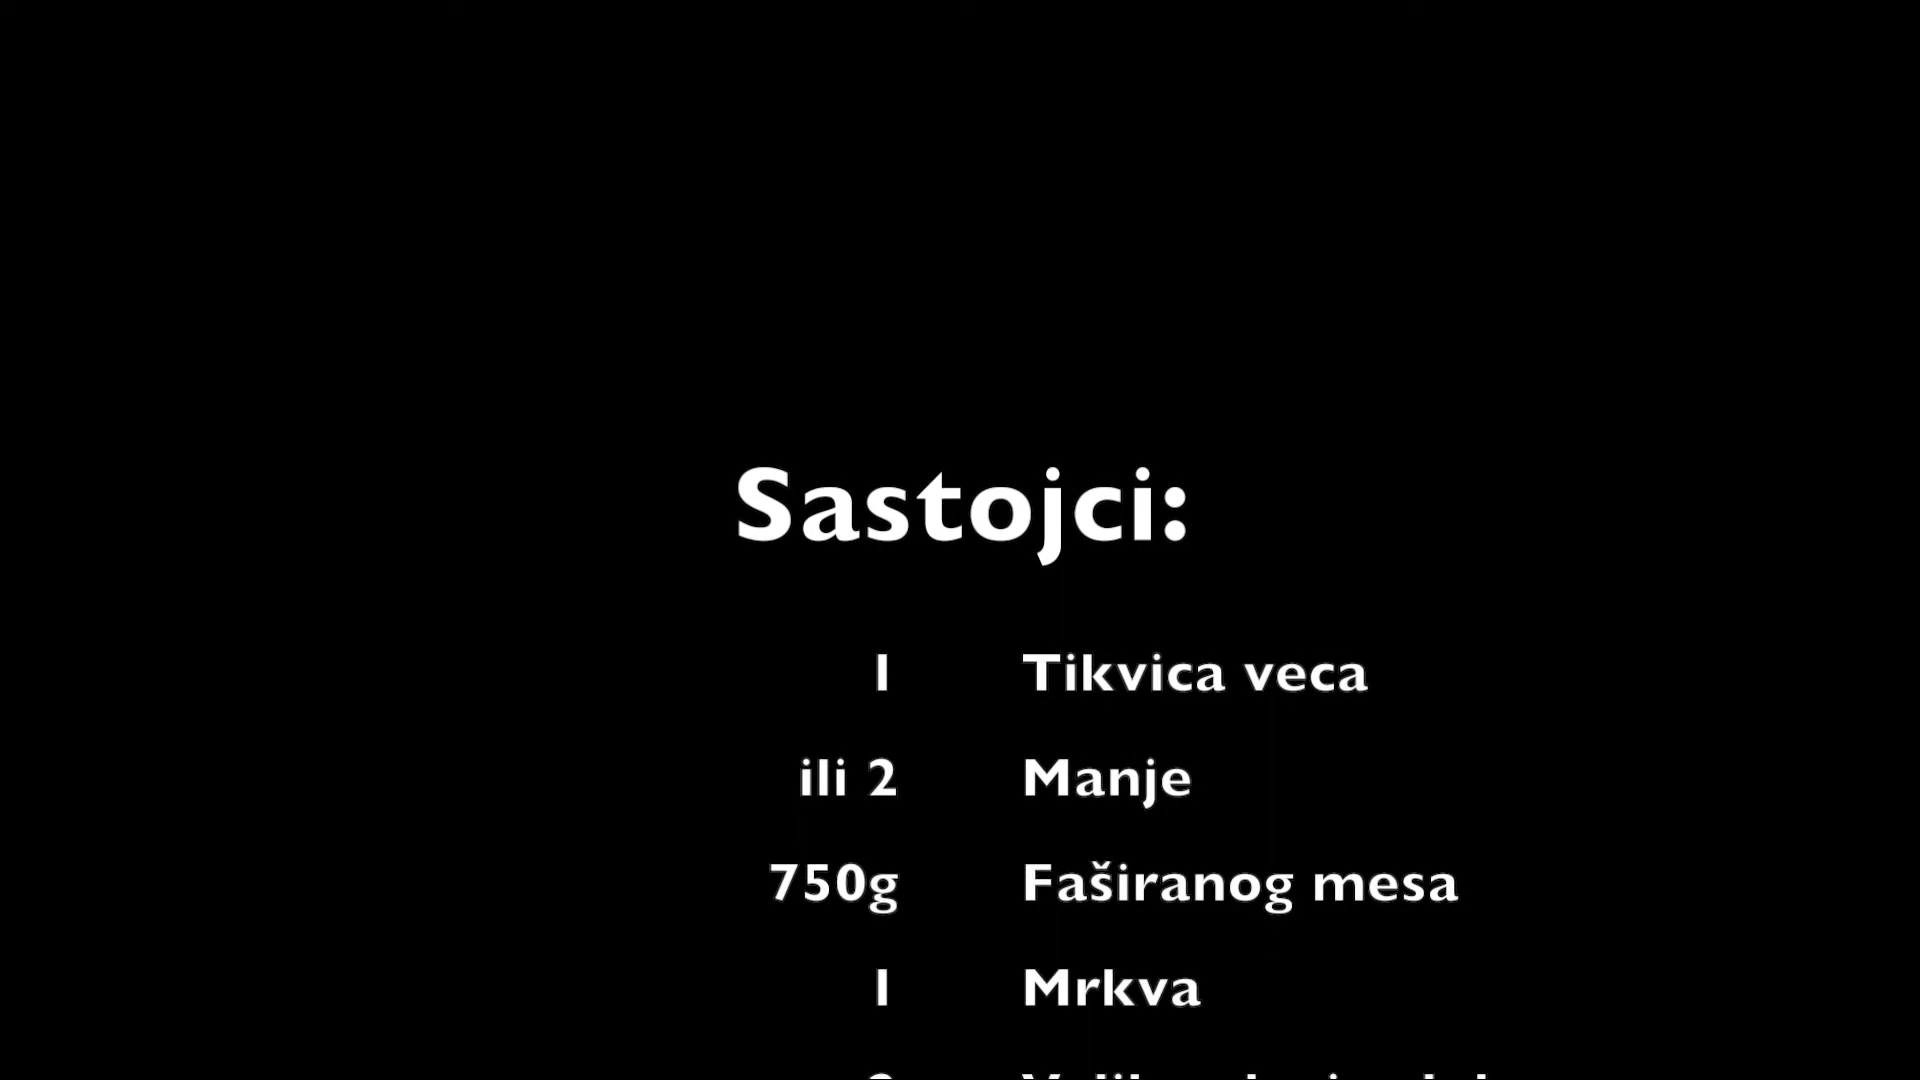 Sastojci:
1 Tikvica veca
ili 2 Manje
750g Faširanog mesa
1 Mrkva